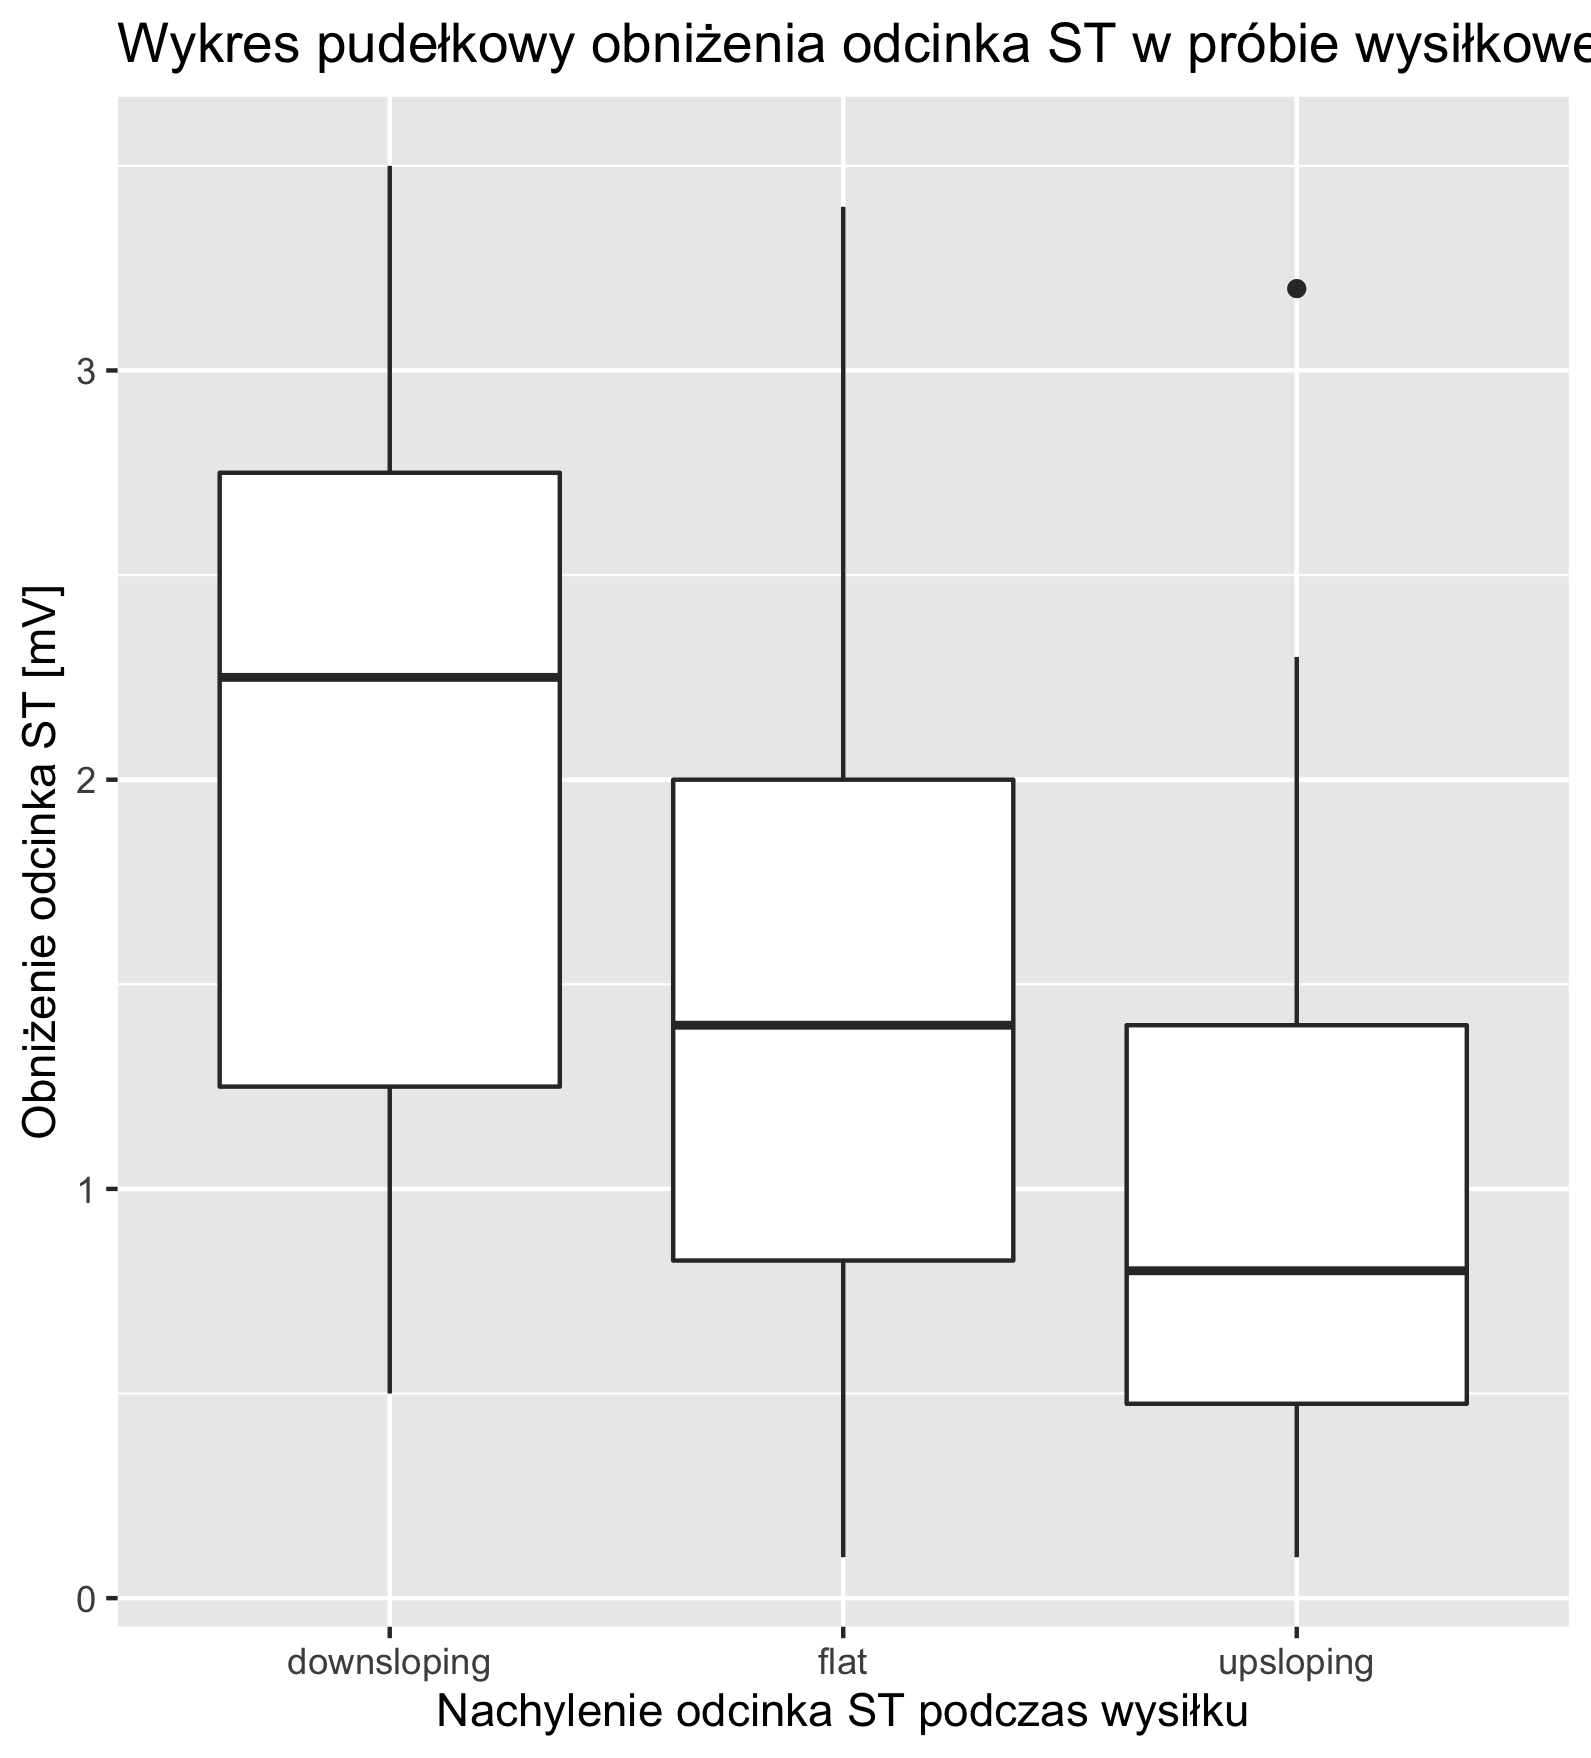 Wykres pudełkowy obniżenia odcinka ST w próbie wysiłkowe
Obniżenie odcinka ST [mV]
3
2
1
0
downsloping flat upsloping
Nachylenie odcinka ST podczas wysiłku